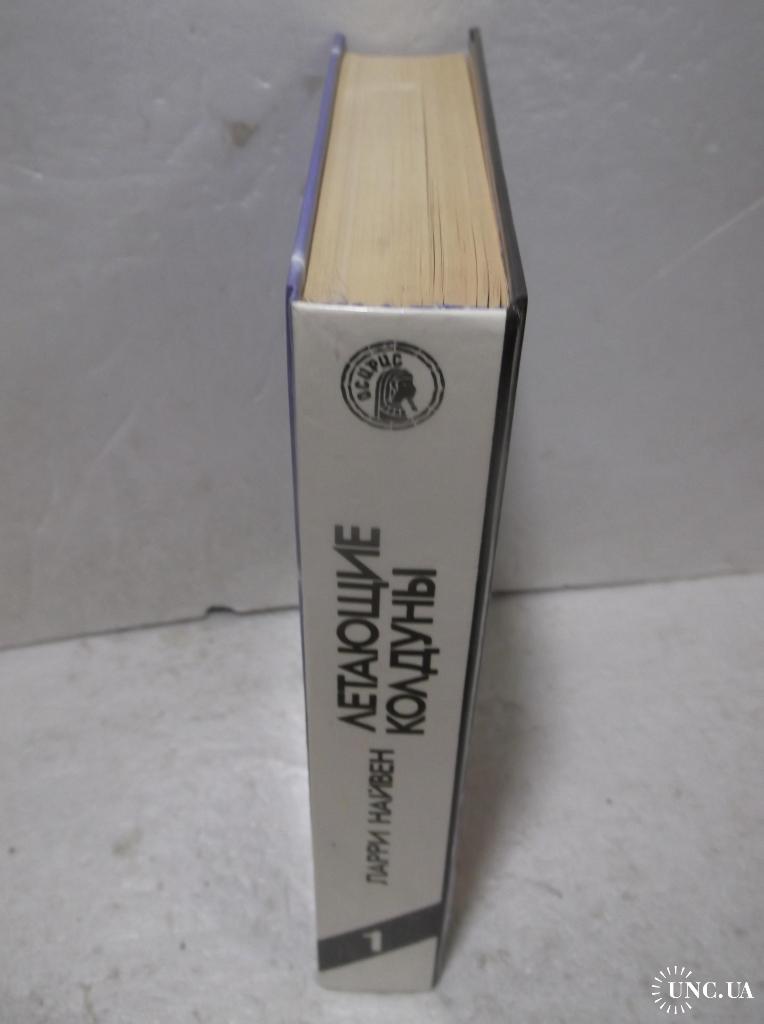 ОСИРИС
ЛАРРИ НАЙВЕН
ЛЕТАЮЩИЕ
КОЛДУНЫ
1
UNC.UA